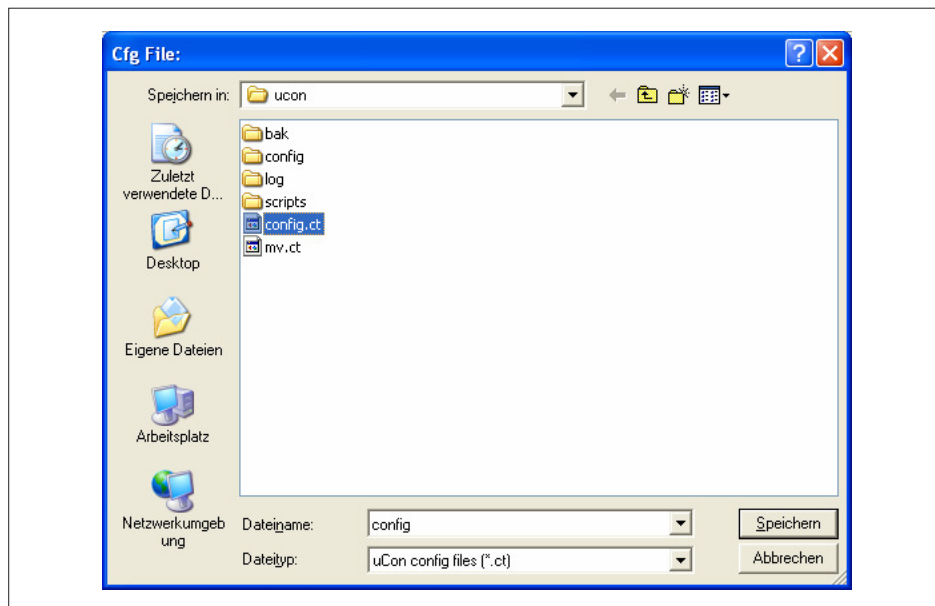 Cfg File:
Speichern in:
ucon
bak
config
log
scripts
config.ct
mv.ct
Zuletzt
verwendete D...
Desktop
Eigene Dateien
Arbeitsplatz
Netzwerkumgeb
ung
Dateiname:
config
Speichern
Dateityp:
uCon config files (*.ct)
Abbrechen